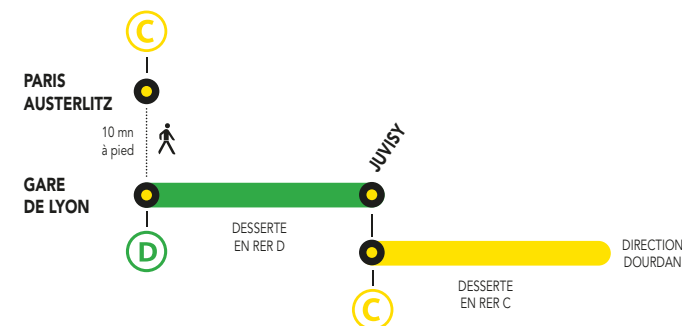 C
PARIS
AUSTERLITZ
10 mn
à pied
JUVISY
GARE
DE LYON
DESSERTE
EN RER D
D
DIRECTION
DOURDAN
DESSERTE
EN RER C
C